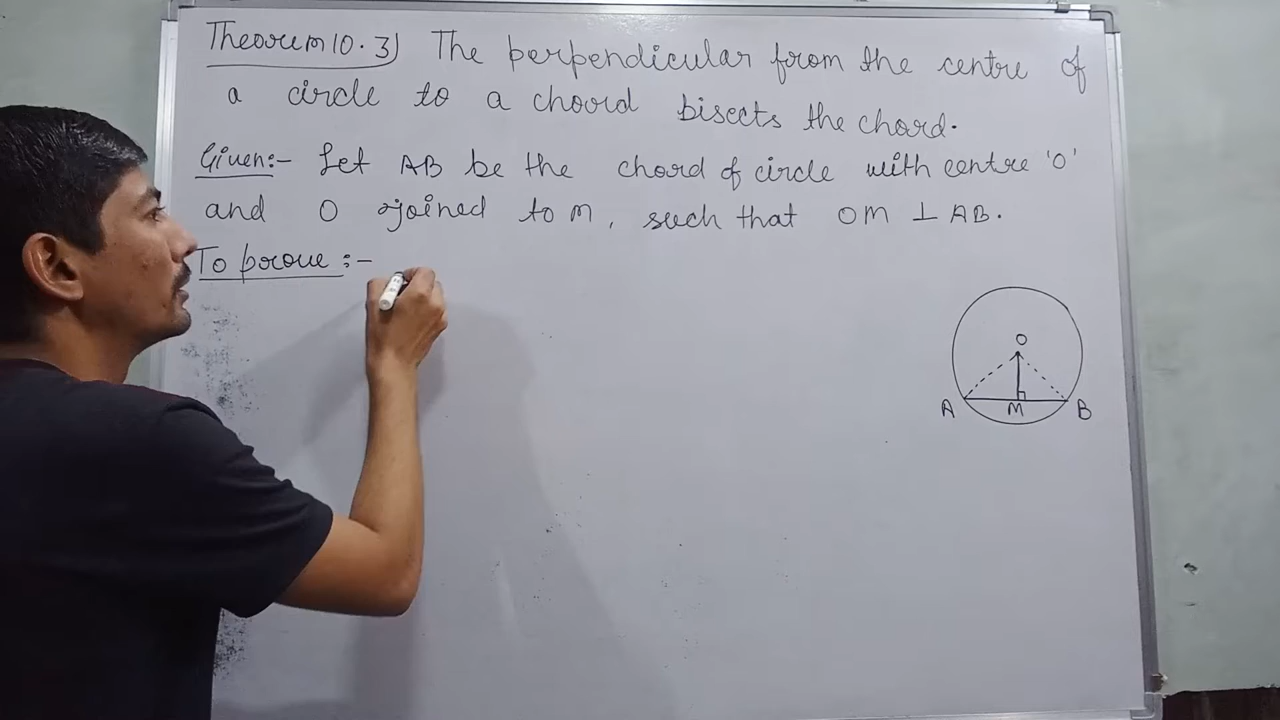 Theorem 10.3) The perpendicular from the centre of
a circle to a chord bisects the chord.
Given:- Let AB be the chord of circle with centre 'O'
and O joined to M, such that OM ⊥ AB.
To prove :-
O
A M B